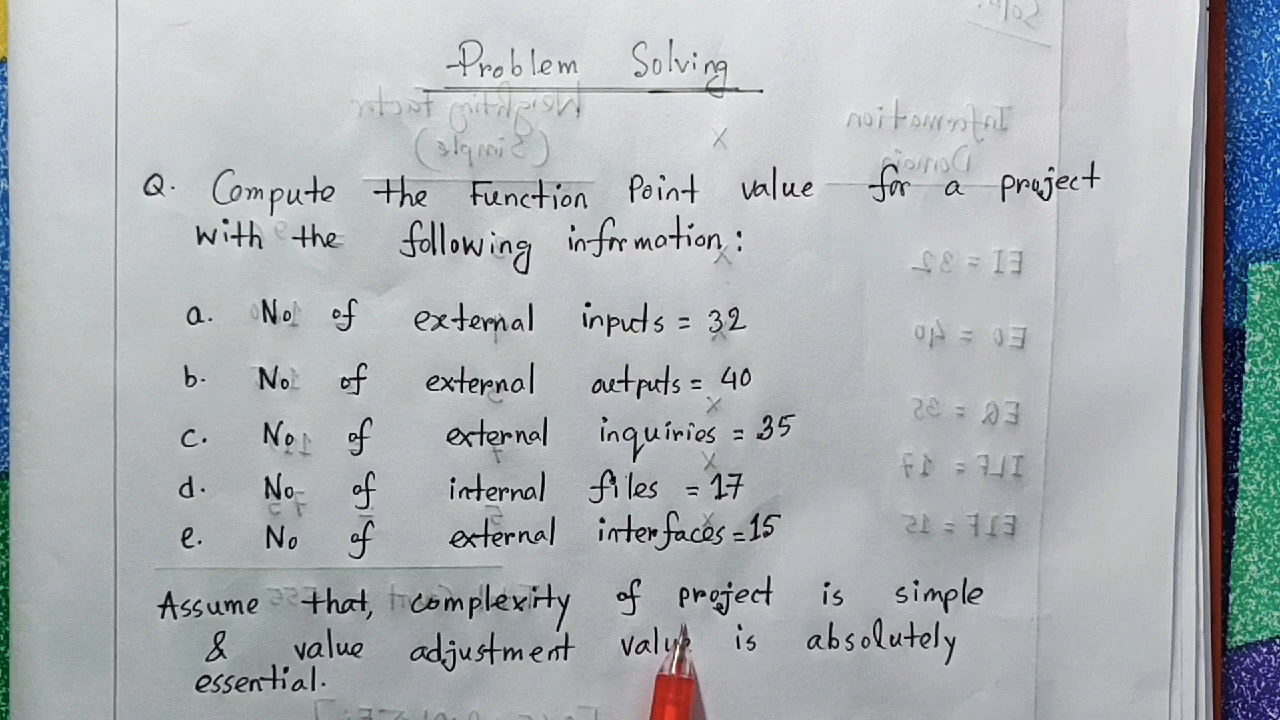 Problem Solving
Q. Compute the Function Point value for a project
with the following information:
a. No of external inputs = 32
b. No of external outputs = 40
c. No of external inquiries = 35
d. No of internal files = 17
e. No of external interfaces = 15
Assume that, complexity of project is simple
& value adjustment value is absolutely
essential.